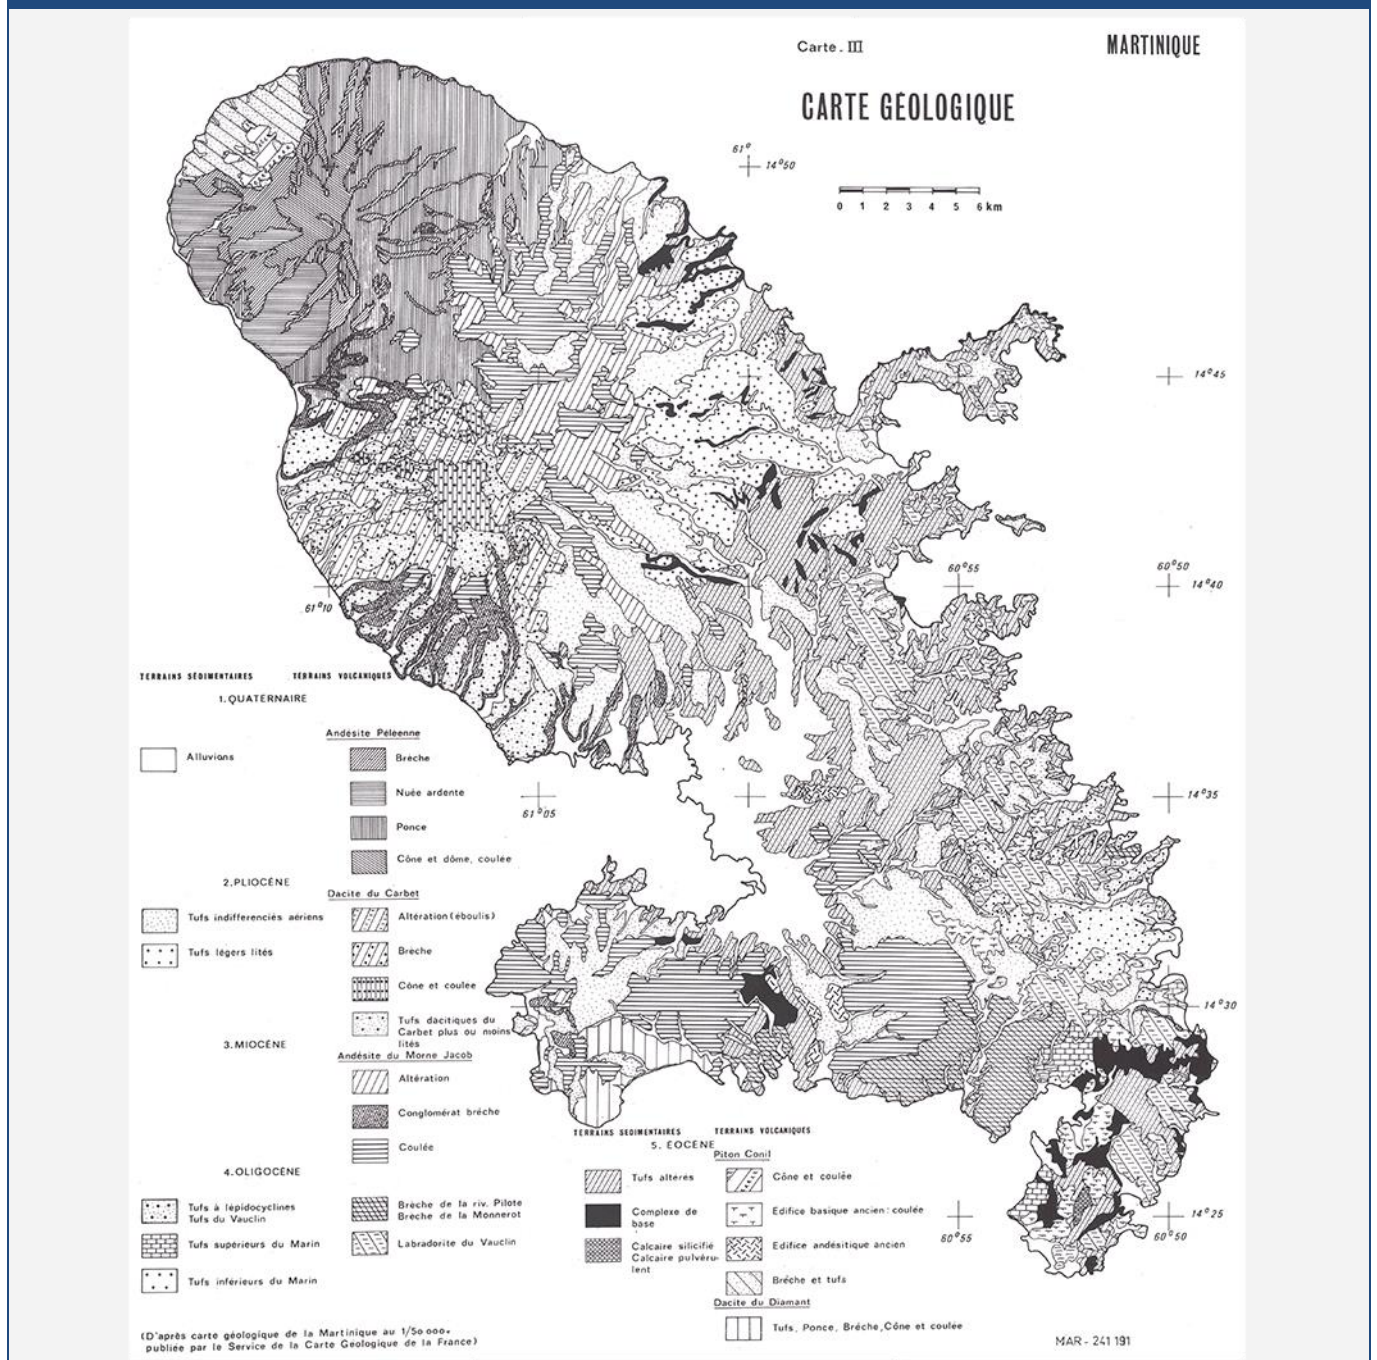 Carte _ III
MARTINIQUE
CARTE GÉOLOGIQUE
61°
14°50
0 1 2 3 4 5 6 km
14°45
60°55
60°50
14°40
61°10
TERRAINS SÉDIMENTAIRES
TERRAINS VOLCANIQUES
1. QUATERNAIRE
Andésite Péleenne
Alluvions
Brèche
Nuée ardente
14°35
Ponce
61°05
Cône et dôme, coulée
2. PLIOCÈNE
Dacite du Carbet
Tufs indifferenciés aériens
Altération (éboulis)
Tufs légers lités
Brèche
Cône et coulée
14°30
Tufs dacitiques du
Carbet plus ou moins
lités
3. MIOCÈNE
Andésite du Morne Jacob
Altération
Conglomérat brèche
Coulée
4. OLIGOCÈNE
Tufs à lépidocyclines
Tufs du Vauclin
Brèche de la riv. Pilote
Brèche de la Monnerot
Tufs supérieurs du Marin
Labradorite du Vauclin
Tufs inférieurs du Marin
TERRAINS SÉDIMENTAIRES
TERRAINS VOLCANIQUES
5. EOCÈNE
Piton Conil
Tufs altérés
Cône et coulée
Complexe de
base
Edifice basique ancien : coulée
14°25
60°55
60°50
Calcaire silicifié
Calcaire pulvéru-
lent
Edifice andésitique ancien
Brèche et tufs
Dacite du Diamant
Tufs, Ponce, Brèche, Cône et coulée
(D'après carte géologique de la Martinique au 1/50 000.
publiée par le Service de la Carte Géologique de la France)
MAR - 241 191